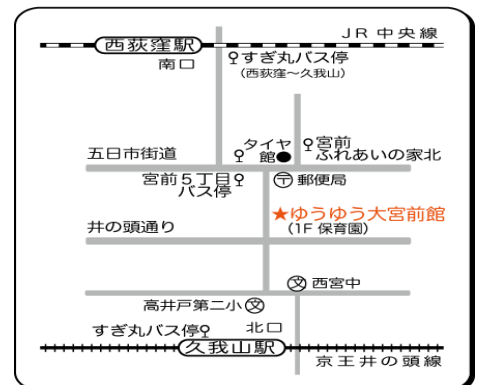 JR 中央線
西荻窪駅
南口
すぎ丸バス停
(西荻窪～久我山)
タイヤ館
宮前
ふれあいの家北
五日市街道
宮前5丁目
バス停
〒 郵便局
★ゆうゆう大宮前館
(1F 保育園)
井の頭通り
文 西宮中
高井戸第二小 文
すぎ丸バス停
北口
久我山駅
京王井の頭線